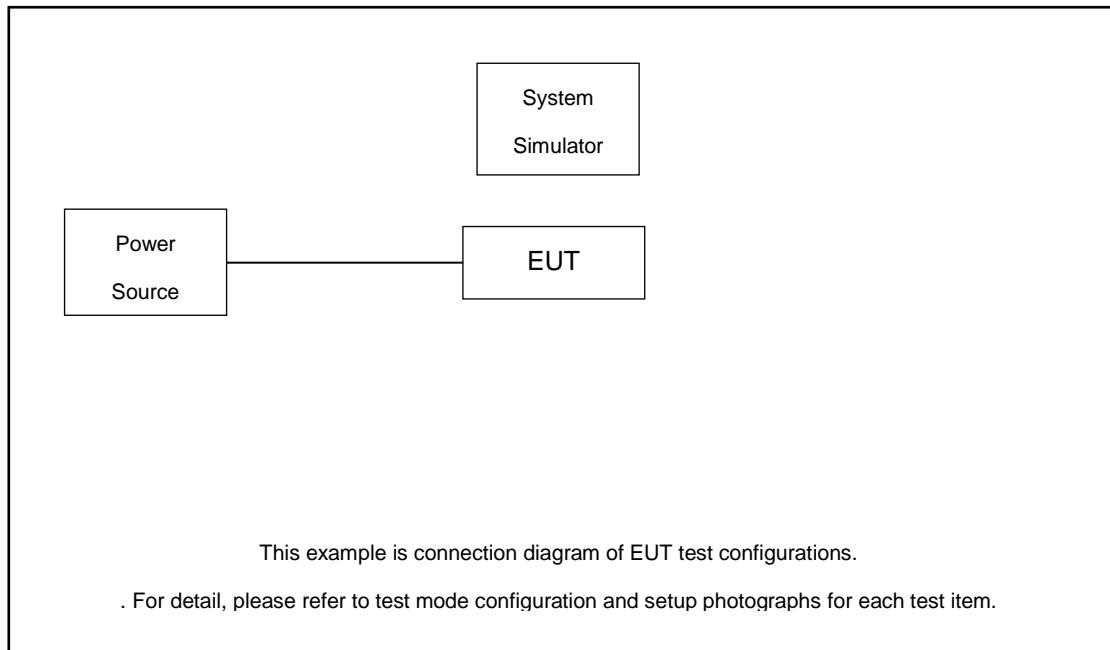 System
Simulator
Power
Source
EUT
This example is connection diagram of EUT test configurations.
. For detail, please refer to test mode configuration and setup photographs for each test item.